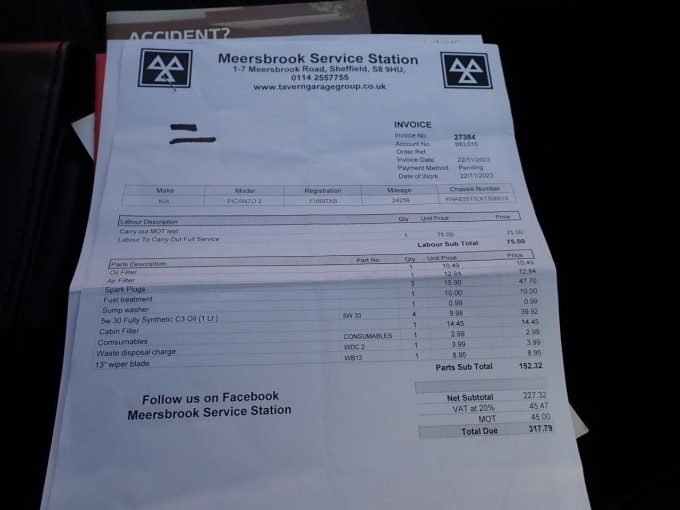 ACCIDENT?
Meersbrook Service Station
1-7 Meersbrook Road, Sheffield, S8 9HU,
0114 2557755
www.taverngaragegroup.co.uk
INVOICE
Invoice No. 27384
Account No. BEL015
Order Ref.
Invoice Date 22/11/2023
Payment Method Pending
Date of Work 22/11/2023
Make Model Registration Mileage Chassis Number
KIA PICANTO 2 24259
Labour Description Qty Unit Price Price
Carry out MOT test
Labour To Carry Out Full Service 1 75.00 75.00
Labour Sub Total 75.00
Parts Description Part No Qty Unit Price Price
Oil Filter 1 10.49 10.49
Air Filter 1 12.84 12.84
Spark Plugs 3 15.90 47.70
Fuel treatment 1 10.00 10.00
Sump washer 1 0.99 0.99
5w 30 Fully Synthetic C3 Oil (1 Lt ) 5W 30 4 9.98 39.92
Cabin Filter 1 14.45 14.45
Comsumables CONSUMABLES 1 2.99 2.99
Waste disposal charge WDC 2 1 3.99 3.99
13" wiper blade WB13 1 8.95 8.95
Parts Sub Total 152.32
Follow us on Facebook
Meersbrook Service Station
Net Subtotal 227.32
VAT at 20% 45.47
MOT 45.00
Total Due 317.79